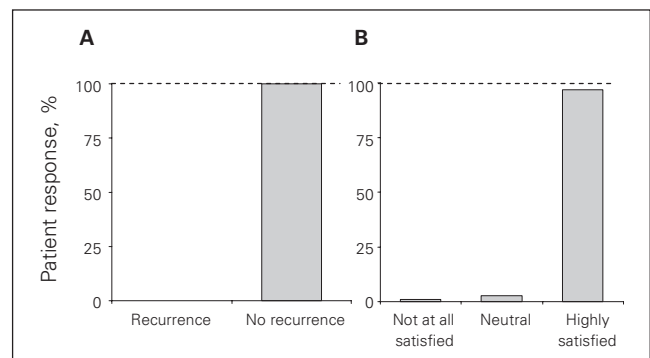 A
B
Patient response, %
100
75
50
25
0
Recurrence
No recurrence
100
75
50
25
0
Not at all
satisfied
Neutral
Highly
satisfied